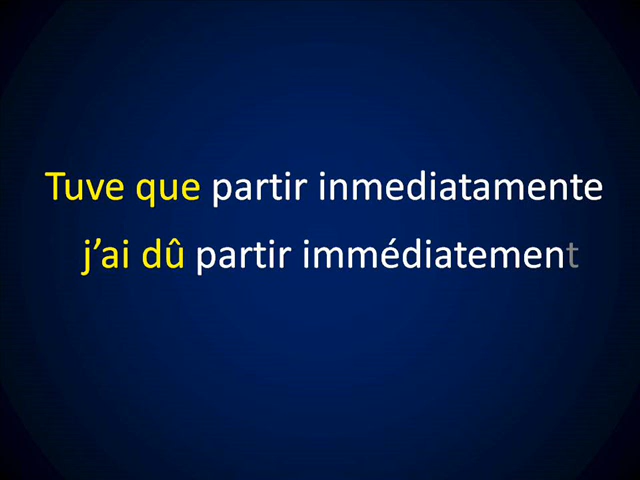 Tuve que partir inmediatamente
j’ai dû partir immédiatement